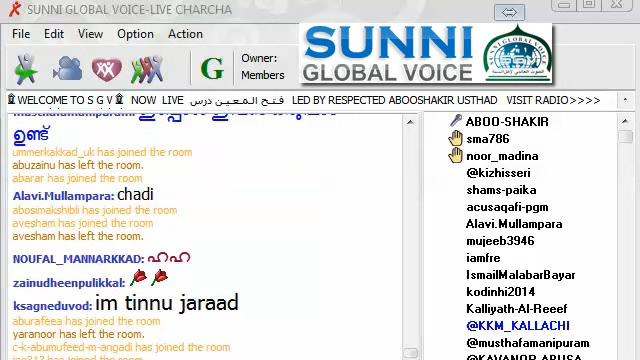 SUNNI GLOBAL VOICE-LIVE CHARCHA
File Edit View Option Action
SUNNI
GLOBAL VOICE
G
Owner:
Members
WELCOME TO S G V NOW LIVE فتح المعين درس LED BY RESPECTED ABOOSHAKIR USTHAD VISIT RADIO>>>>
ഉണ്ട്
ummerkakkad_uk has joined the room
abuzainu has left the room.
abarar has joined the room
Alavi.Mullampara: chadi
abosimakshibli has joined the room
avesham has joined the room
avesham has left the room.
NOUFAL_MANNARKKAD: ഹഹ
zainudheenpulikkal:
ksagneduvod: im tinnu jaraad
aburafeea has joined the room
yaranoor has left the room.
c-k-abumufeed-m-angadi has joined the room
ABOO-SHAKIR
sma786
noor_madina
@kizhisseri
shams-paika
acusaqafi-pgm
Alavi.Mullampara
mujeeb3946
iamfre
IsmailMalabarBayar
kodinhi2014
Kalliyath-Al-Reeef
@KKM_KALLACHI
@musthafamanipuram